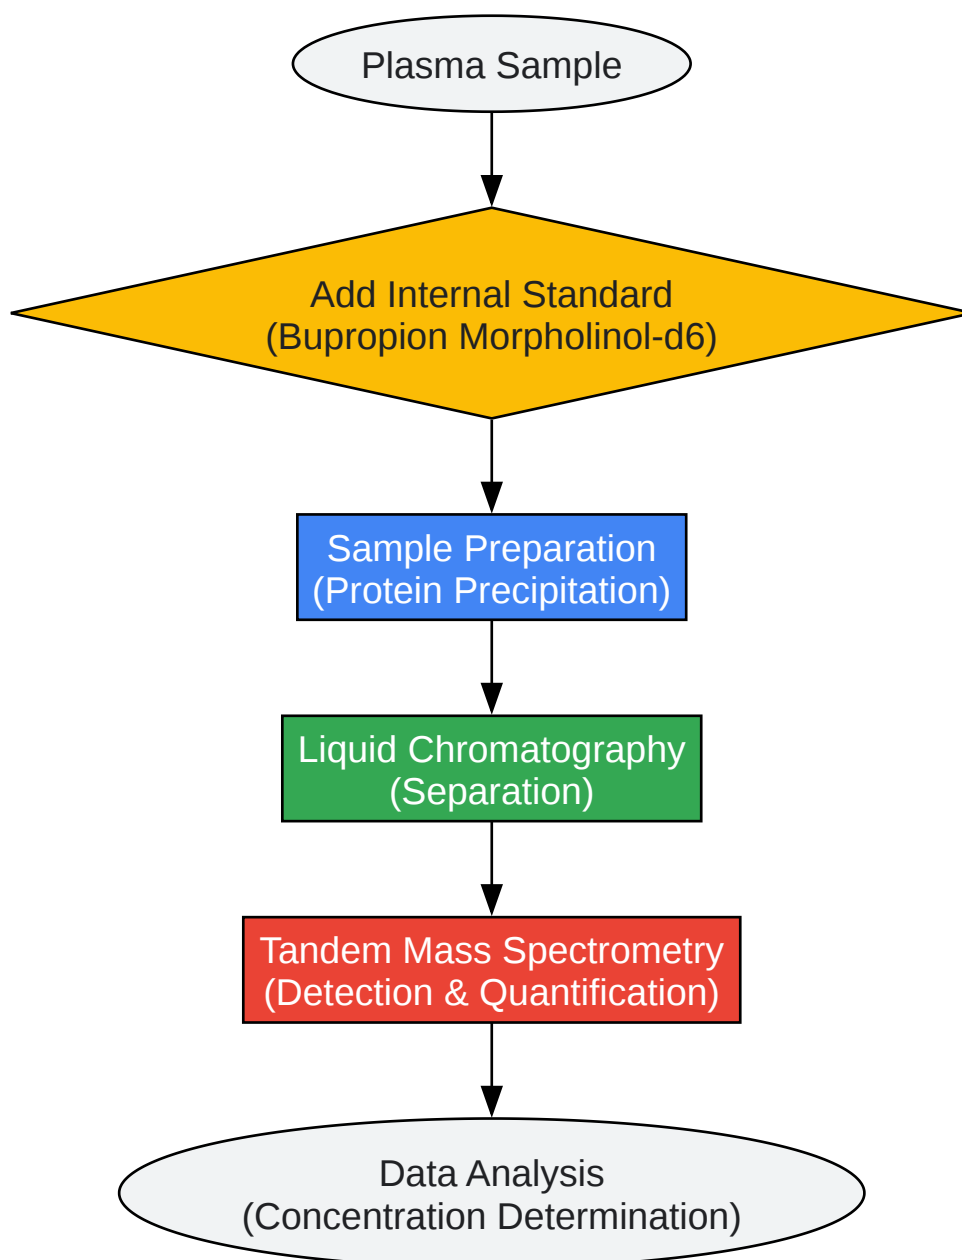 Plasma Sample
Add Internal Standard
(Bupropion Morpholinol-d6)
Sample Preparation
(Protein Precipitation)
Liquid Chromatography
(Separation)
Tandem Mass Spectrometry
(Detection & Quantification)
Data Analysis
(Concentration Determination)